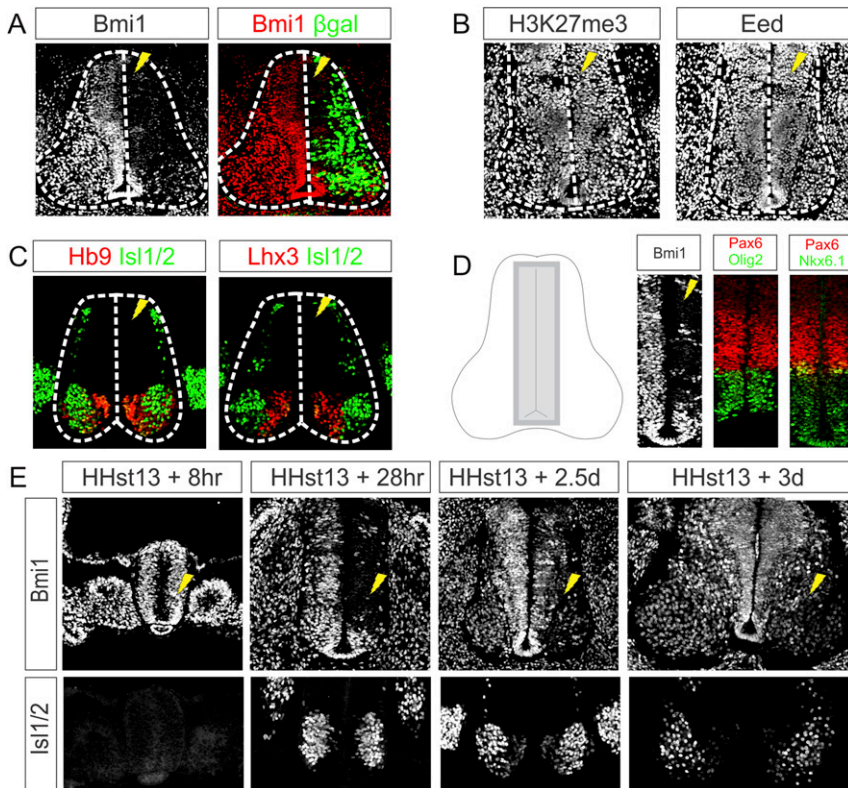 A
Bmi1
Bmi1 βgal
B
H3K27me3
Eed
C
Hb9 Isl1/2
Lhx3 Isl1/2
D
Bmi1
Pax6
Olig2
Pax6
Nkx6.1
E
HHst13 + 8hr
HHst13 + 28hr
HHst13 + 2.5d
HHst13 + 3d
Bmi1
Isl1/2